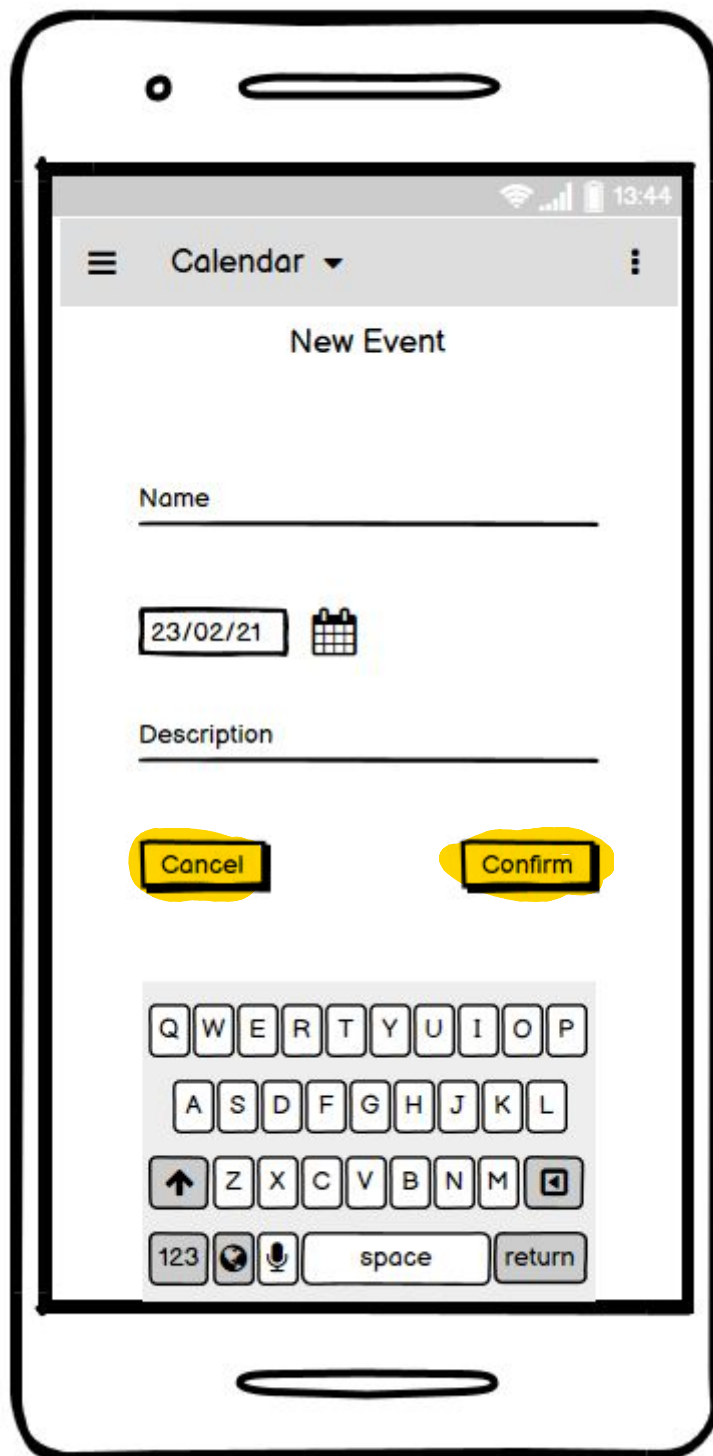 13:44
Calendar
New Event
Name
23/02/21
Description
Cancel Confirm
Q W E R T Y U I O P
A S D F G H J K L
Z X C V B N M
123 space return